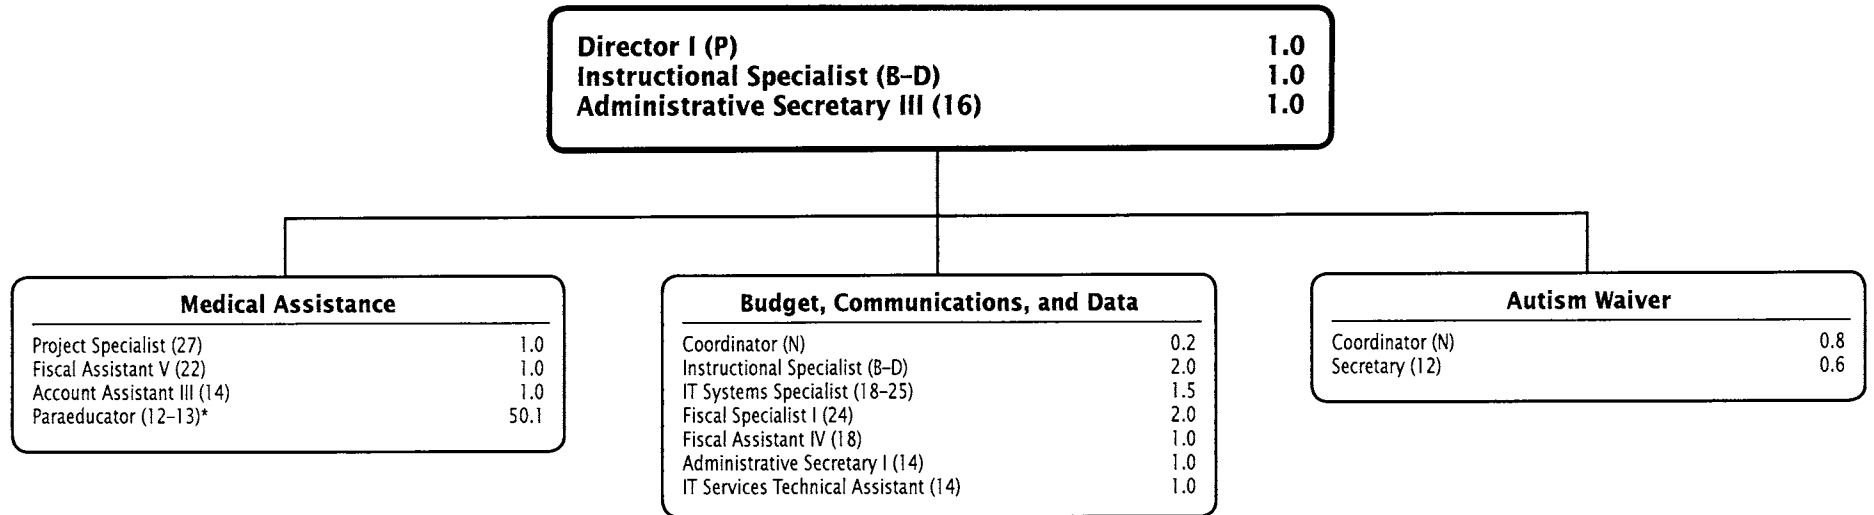 Director I (P) 1.0
Instructional Specialist (B–D) 1.0
Administrative Secretary III (16) 1.0
Medical Assistance
Project Specialist (27) 1.0
Fiscal Assistant V (22) 1.0
Account Assistant III (14) 1.0
Paraeducator (12–13)* 50.1
Budget, Communications, and Data
Coordinator (N) 0.2
Instructional Specialist (B–D) 2.0
IT Systems Specialist (18–25) 1.5
Fiscal Specialist I (24) 2.0
Fiscal Assistant IV (18) 1.0
Administrative Secretary I (14) 1.0
IT Services Technical Assistant (14) 1.0
Autism Waiver
Coordinator (N) 0.8
Secretary (12) 0.6